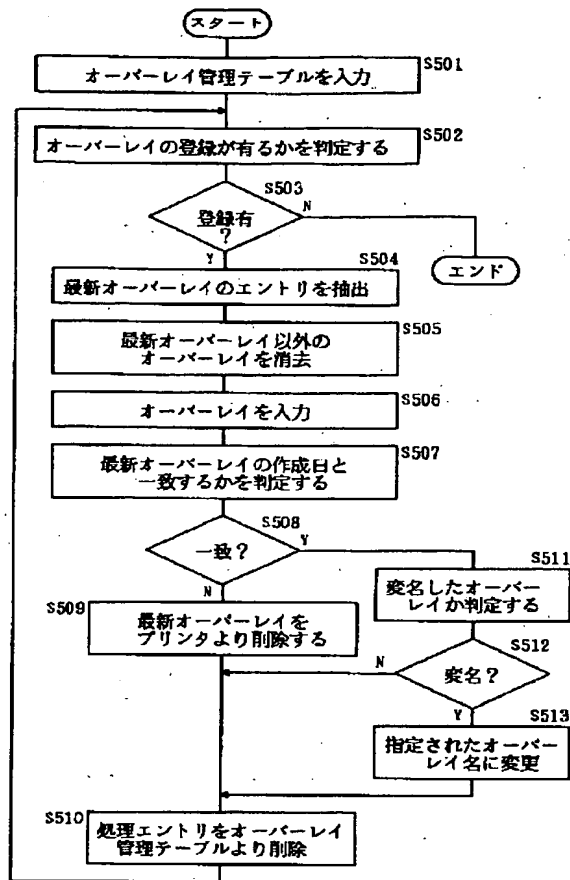 スタート
オーバーレイ管理テーブルを入力
S501
オーバーレイの登録が有るかを判定する
S502
登録有
?
S503
N
Y
エンド
最新オーバーレイのエントリを抽出
S504
最新オーバーレイ以外の
オーバーレイを消去
S505
オーバーレイを入力
S506
最新オーバーレイの作成日と
一致するかを判定する
S507
一致?
S508
Y
N
S509
最新オーバーレイを
プリンタより削除する
S511
変名したオーバー
レイか判定する
S512
変名?
N
Y
S513
指定されたオーバー
レイ名に変更
S510
処理エントリをオーバーレイ
管理テーブルより削除